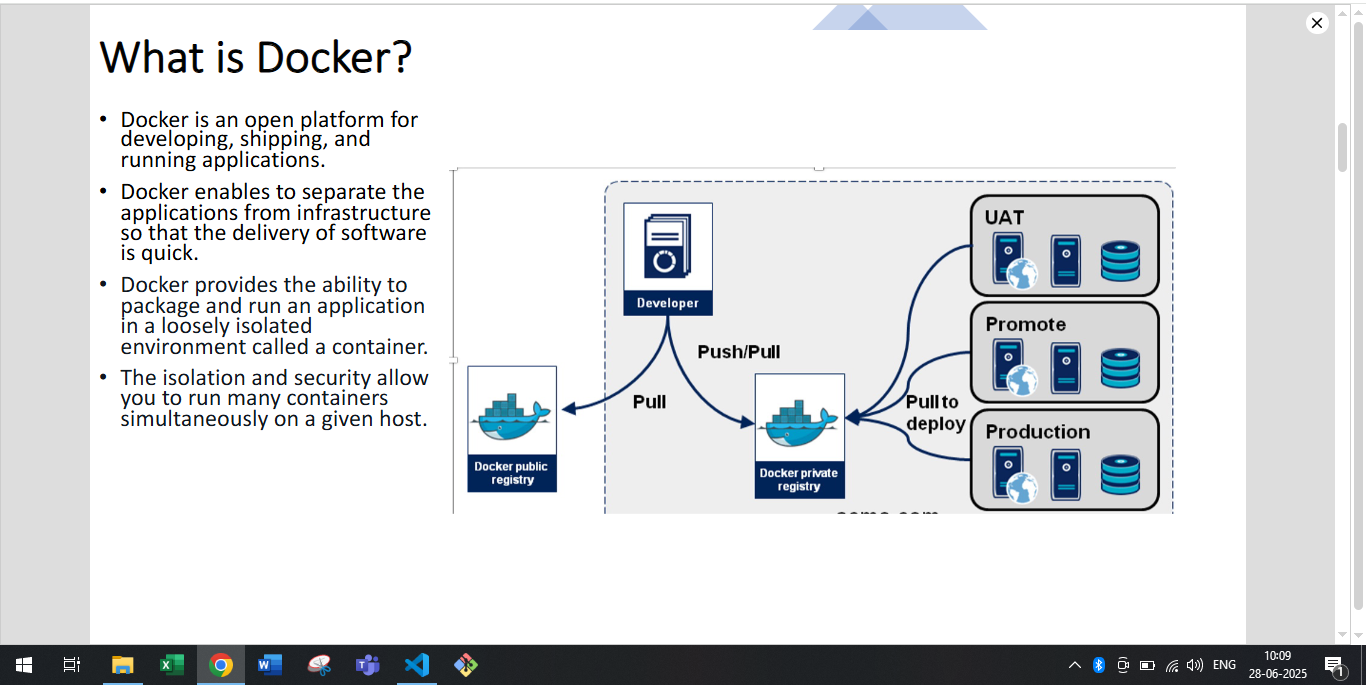 What is Docker?
• Docker is an open platform for
developing, shipping, and
running applications.
• Docker enables to separate the
applications from infrastructure
so that the delivery of software
is quick.
• Docker provides the ability to
package and run an application
in a loosely isolated
environment called a container.
• The isolation and security allow
you to run many containers
simultaneously on a given host.
Developer
Push/Pull
Pull
Docker public
registry
Docker private
registry
Pull to
deploy
UAT
Promote
Production
ENG
10:09
28-06-2025
1